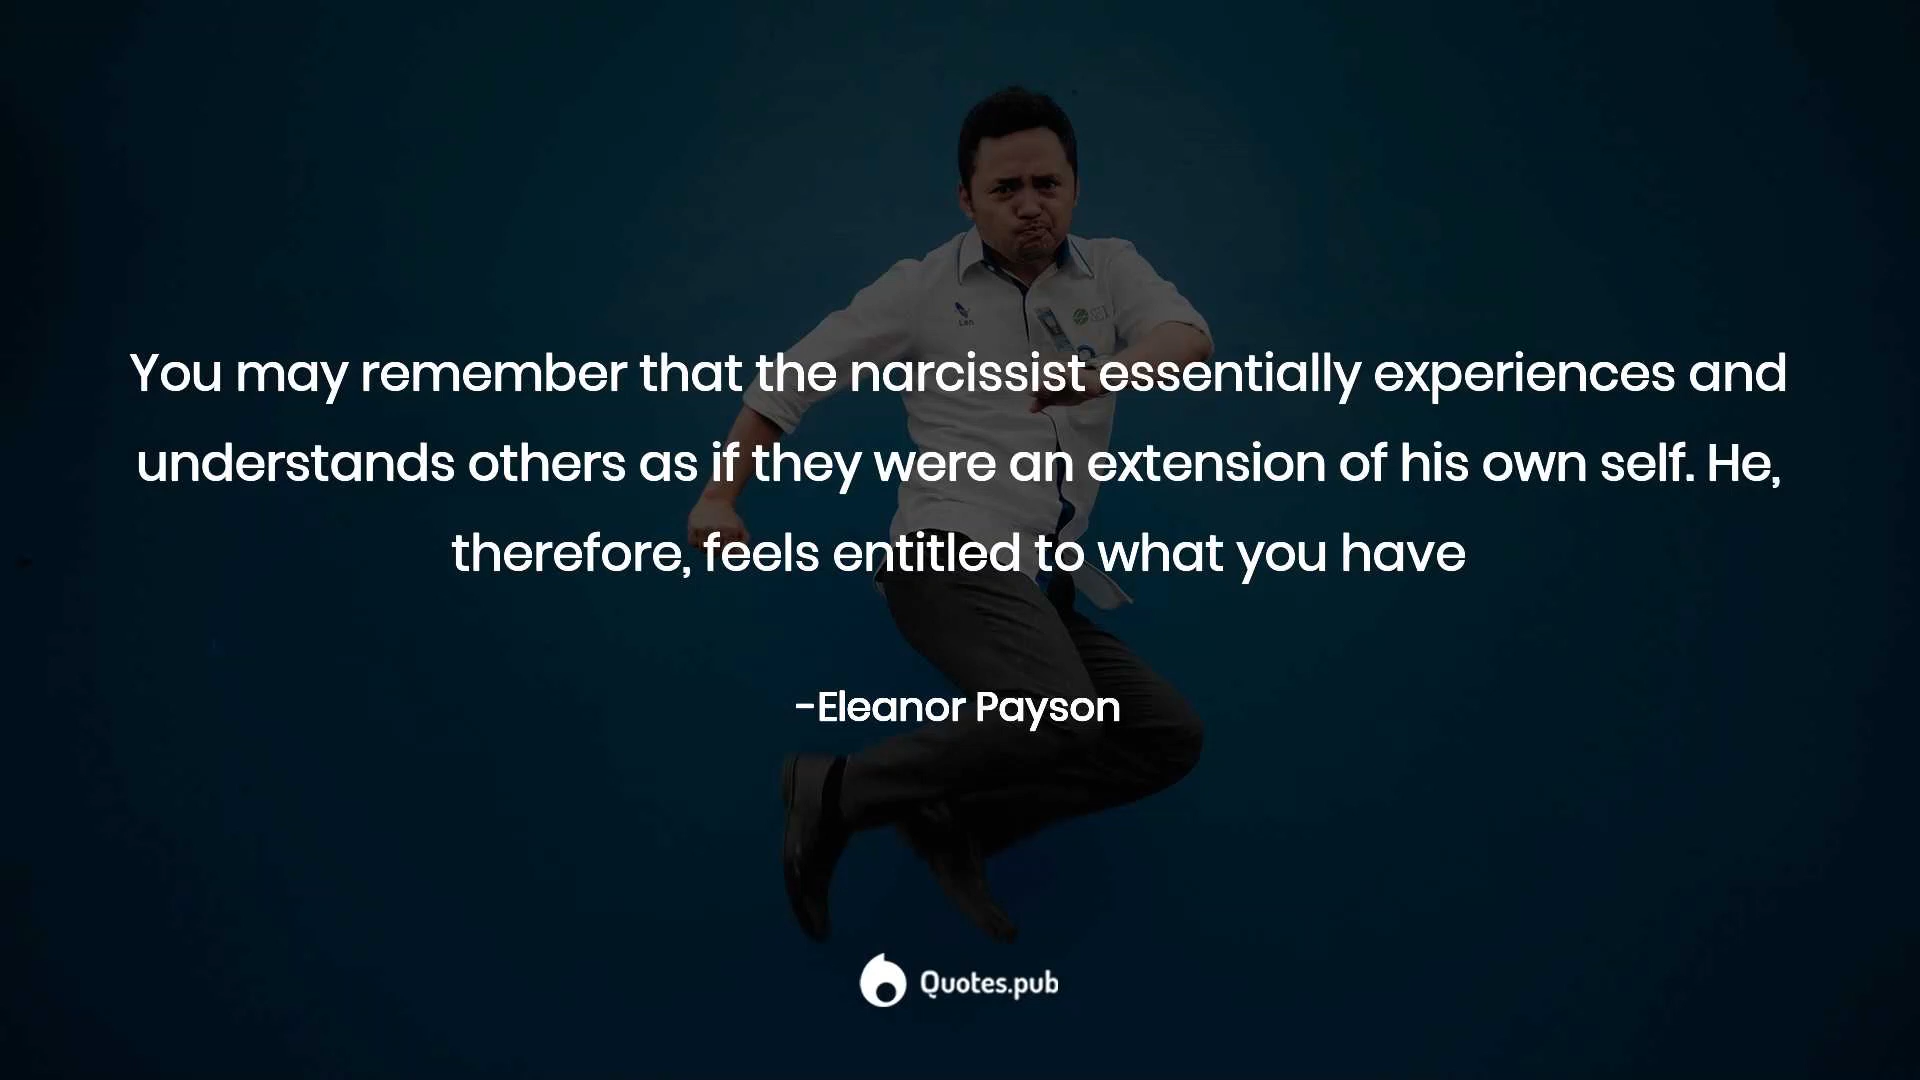 You may remember that the narcissist essentially experiences and
understands others as if they were an extension of his own self. He,
therefore, feels entitled to what you have
-Eleanor Payson
Quotes.pub